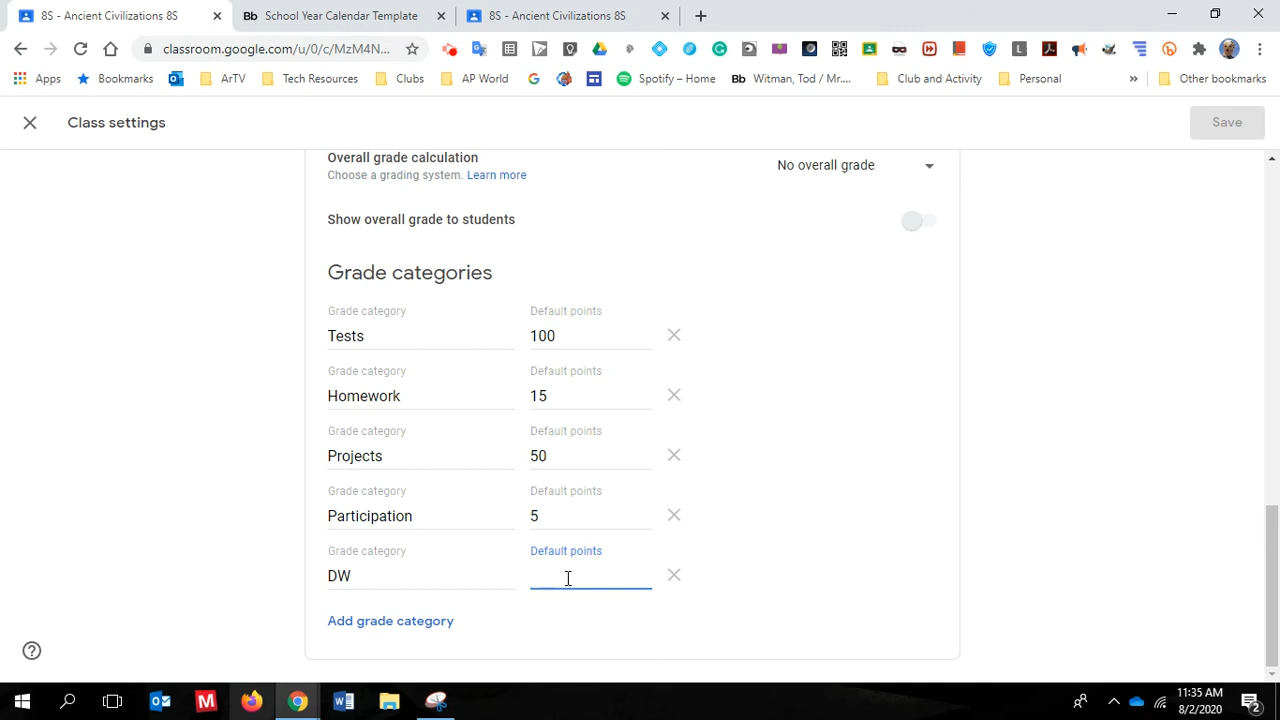 8S - Ancient Civilizations 8S
Bb School Year Calendar Template
8S - Ancient Civilizations 8S
classroom.google.com/u/0/c/MzM4N...
Apps
Bookmarks
ArTV
Tech Resources
Clubs
AP World
Spotify – Home
Bb Witman, Tod / Mr....
Club and Activity
Personal
»
Other bookmarks
Class settings
Save
Overall grade calculation
Choose a grading system. Learn more
No overall grade
Show overall grade to students
Grade categories
Grade category Default points
Tests 100
Grade category Default points
Homework 15
Grade category Default points
Projects 50
Grade category Default points
Participation 5
Grade category Default points
DW
Add grade category
11:35 AM
8/2/2020
2